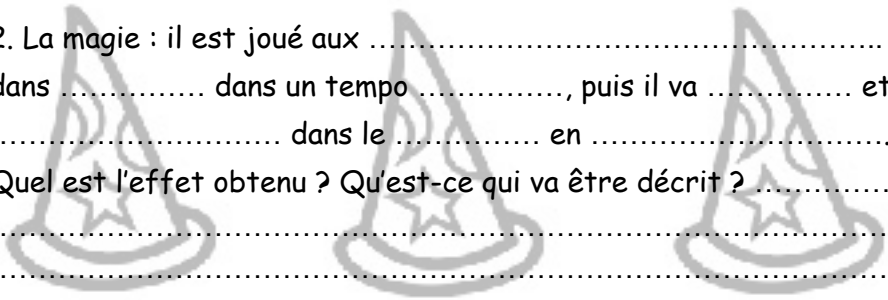 2. La magie : il est joué aux ……………………………………………………..
dans …………… dans un tempo ……………, puis il va …………… et
………………………… dans le …………… en …………………………….
Quel est l'effet obtenu ? Qu'est-ce qui va être décrit ? ……………
……………………………………………………………………………………………
……………………………………………………………………………………………